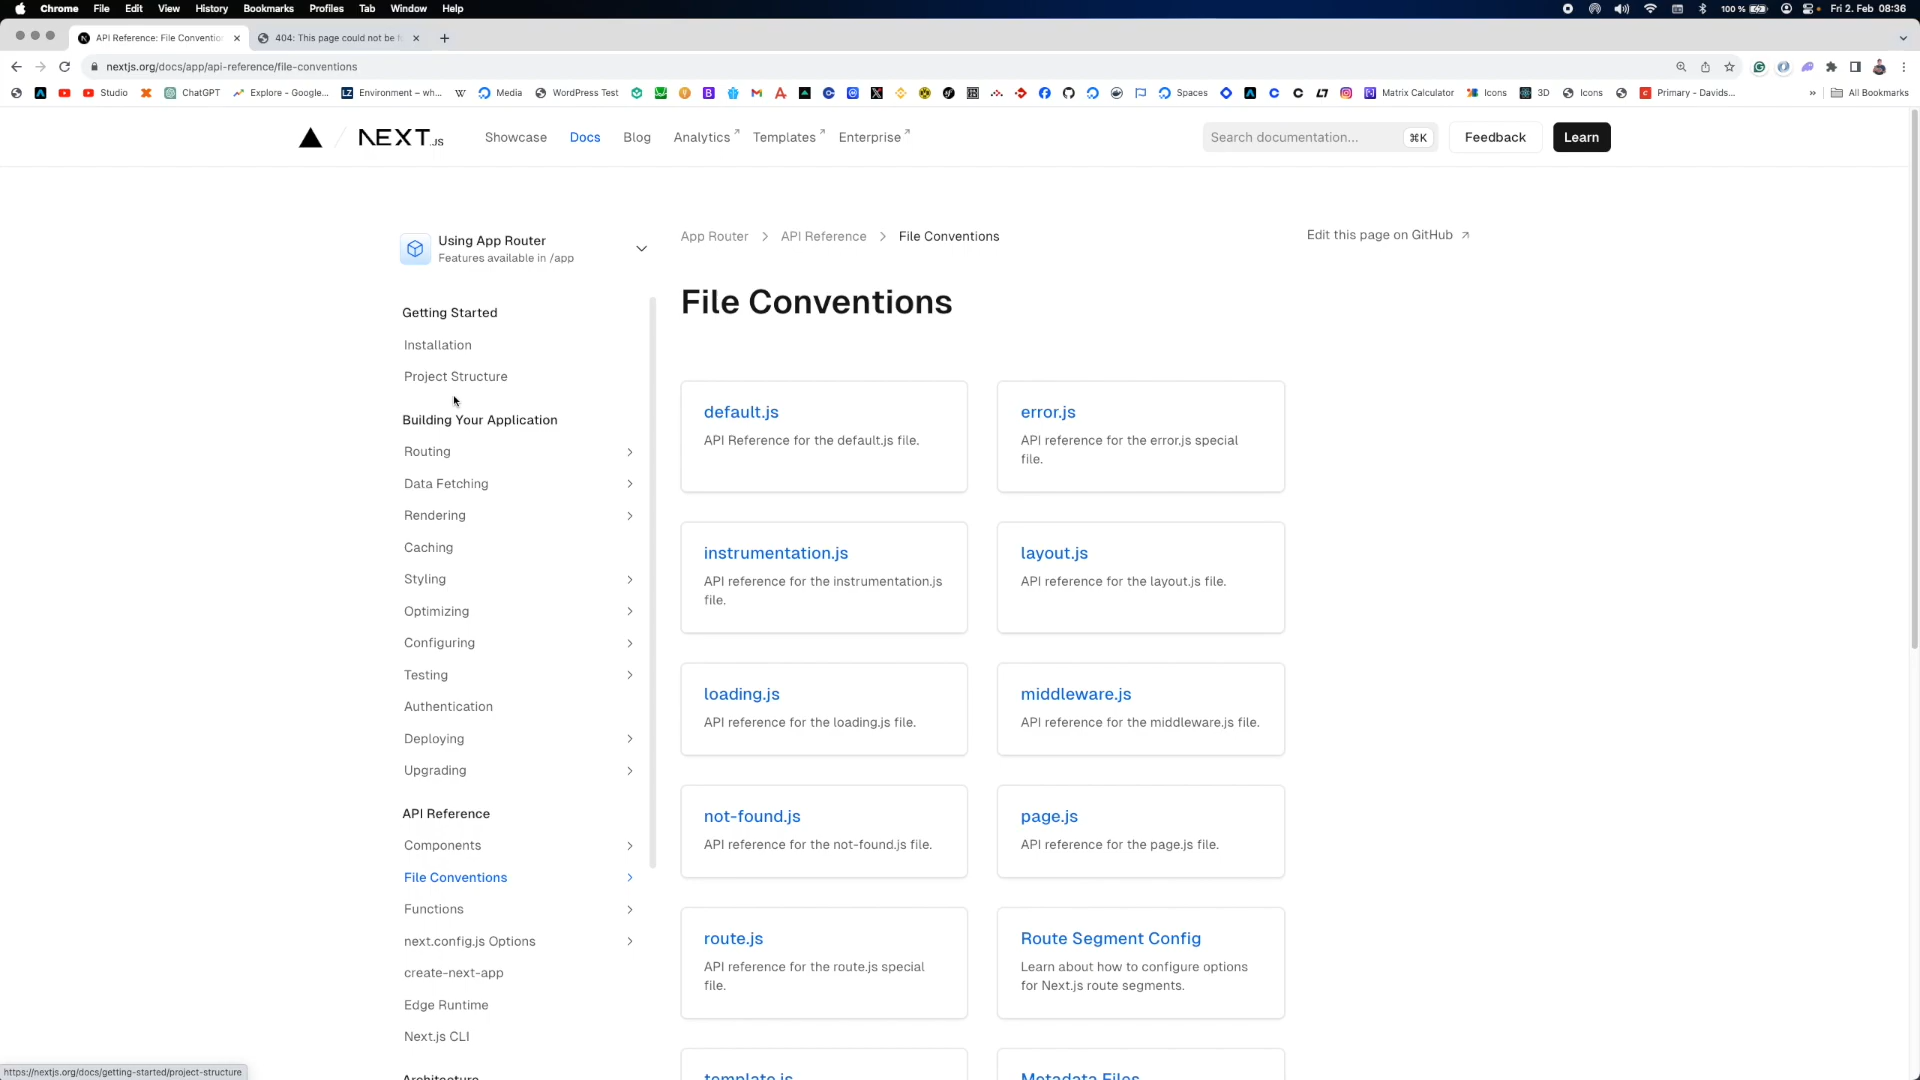 Chrome File Edit View History Bookmarks Profiles Tab Window Help
100 % Fri 2. Feb 08:36
API Reference: File Conventio
404: This page could not be f
nextjs.org/docs/app/api-reference/file-conventions
Studio ChatGPT Explore - Google... Environment – wh... Media WordPress Test Spaces Matrix Calculator Icons 3D Icons Primary - Davids... » All Bookmarks
NEXT.JS Showcase Docs Blog Analytics Templates Enterprise Search documentation... ⌘K Feedback Learn
Using App Router
Features available in /app
App Router > API Reference > File Conventions
Edit this page on GitHub
Getting Started
Installation
Project Structure
Building Your Application
Routing
Data Fetching
Rendering
Caching
Styling
Optimizing
Configuring
Testing
Authentication
Deploying
Upgrading
API Reference
Components
File Conventions
Functions
next.config.js Options
create-next-app
Edge Runtime
Next.js CLI
Architecture
File Conventions
default.js
API Reference for the default.js file.
error.js
API reference for the error.js special
file.
instrumentation.js
API reference for the instrumentation.js
file.
layout.js
API reference for the layout.js file.
loading.js
API reference for the loading.js file.
middleware.js
API reference for the middleware.js file.
not-found.js
API reference for the not-found.js file.
page.js
API reference for the page.js file.
route.js
API reference for the route.js special
file.
Route Segment Config
Learn about how to configure options
for Next.js route segments.
template.js
Metadata Files
https://nextjs.org/docs/getting-started/project-structure